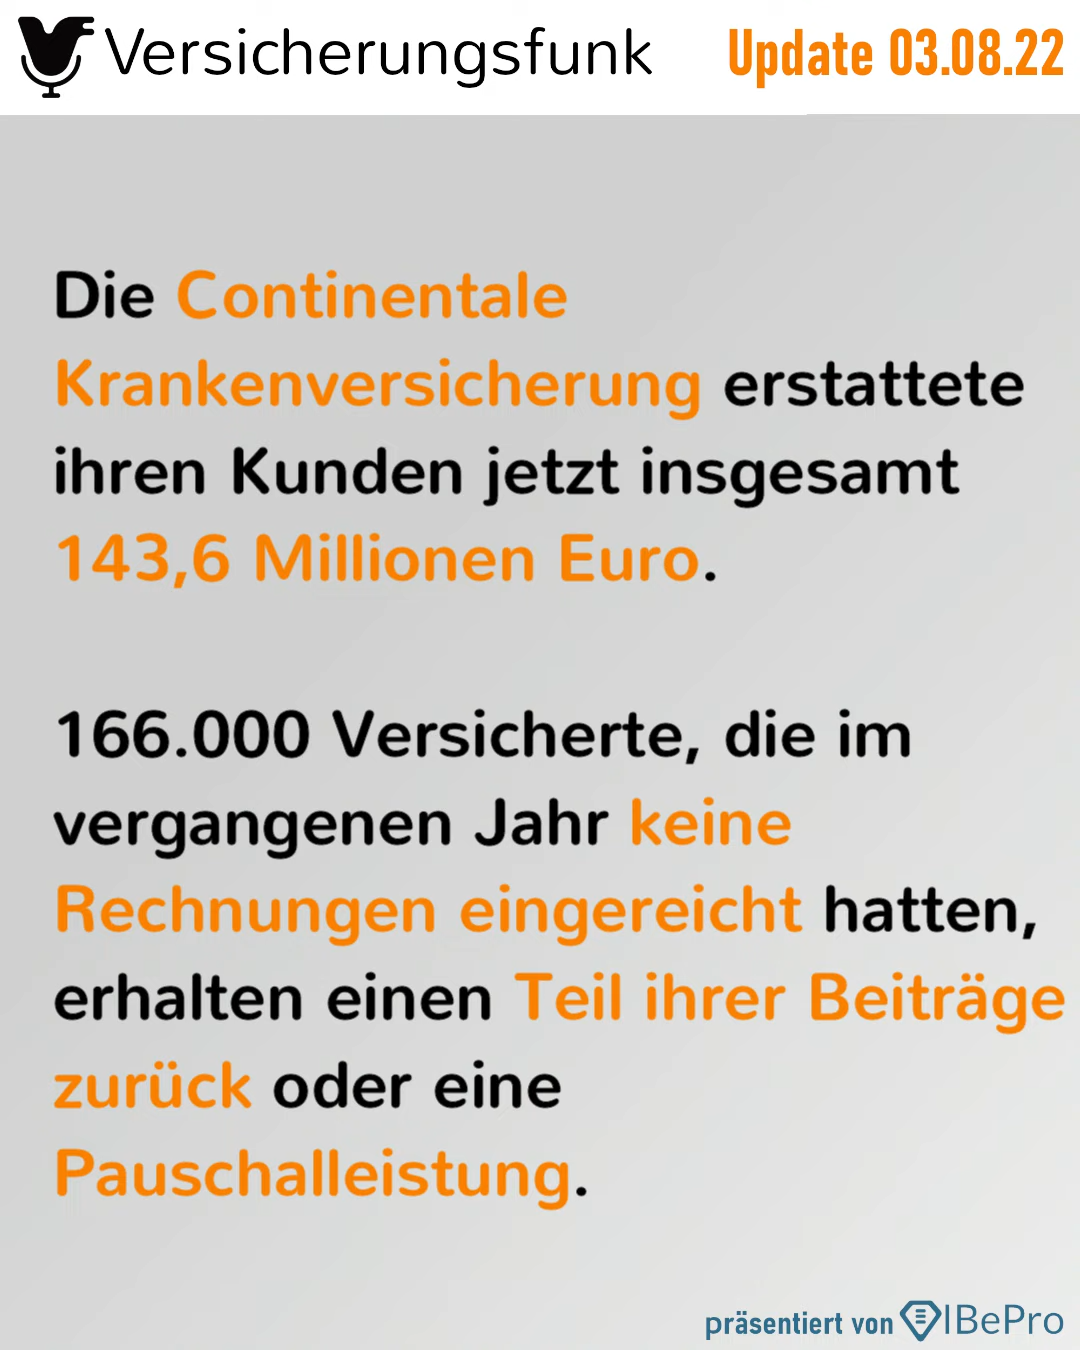 Versicherungsfunk Update 03.08.22
Die Continentale
Krankenversicherung erstattete
ihren Kunden jetzt insgesamt
143,6 Millionen Euro.
166.000 Versicherte, die im
vergangenen Jahr keine
Rechnungen eingereicht hatten,
erhalten einen Teil ihrer Beiträge
zurück oder eine
Pauschalleistung.
präsentiert von IBePro